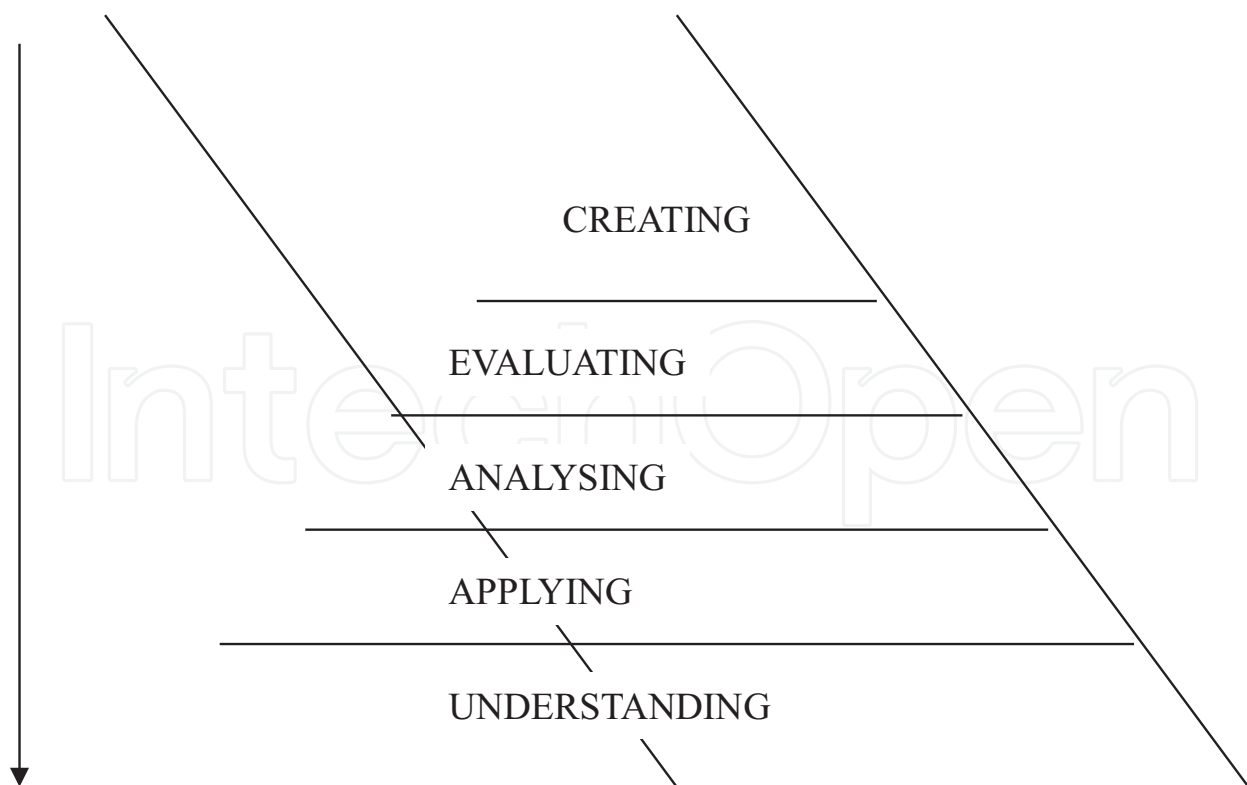 CREATING
EVALUATING
IntechOpen
ANALYSING
APPLYING
UNDERSTANDING